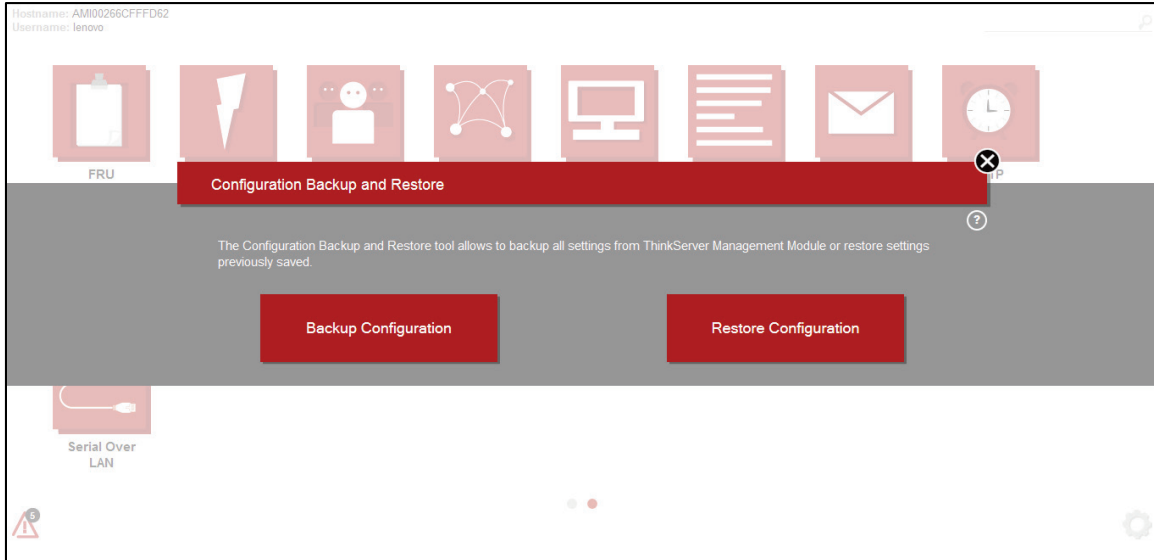 Hostname: AMI00266CFFFD62
Username: lenovo
FRU
Configuration Backup and Restore
?
The Configuration Backup and Restore tool allows to backup all settings from ThinkServer Management Module or restore settings
previously saved.
Backup Configuration
Restore Configuration
Serial Over
LAN
5